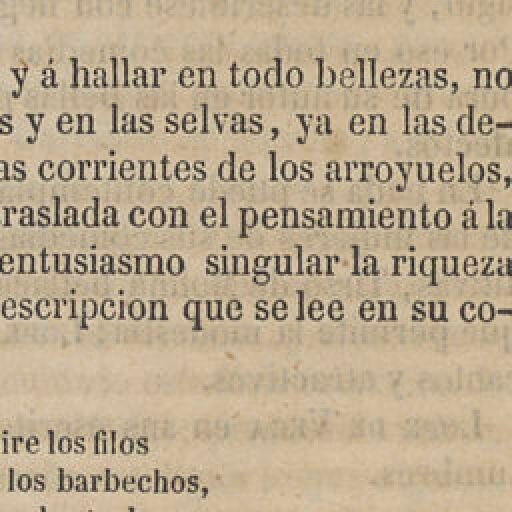 y á hallar en todo bellezas, no
s y en las selvas, ya en las de-
as corrientes de los arroyuelos,
raslada con el pensamiento á la
entusiasmo singular la riqueza
escripcion que se lee en su co-
ire los filos
los barbechos,